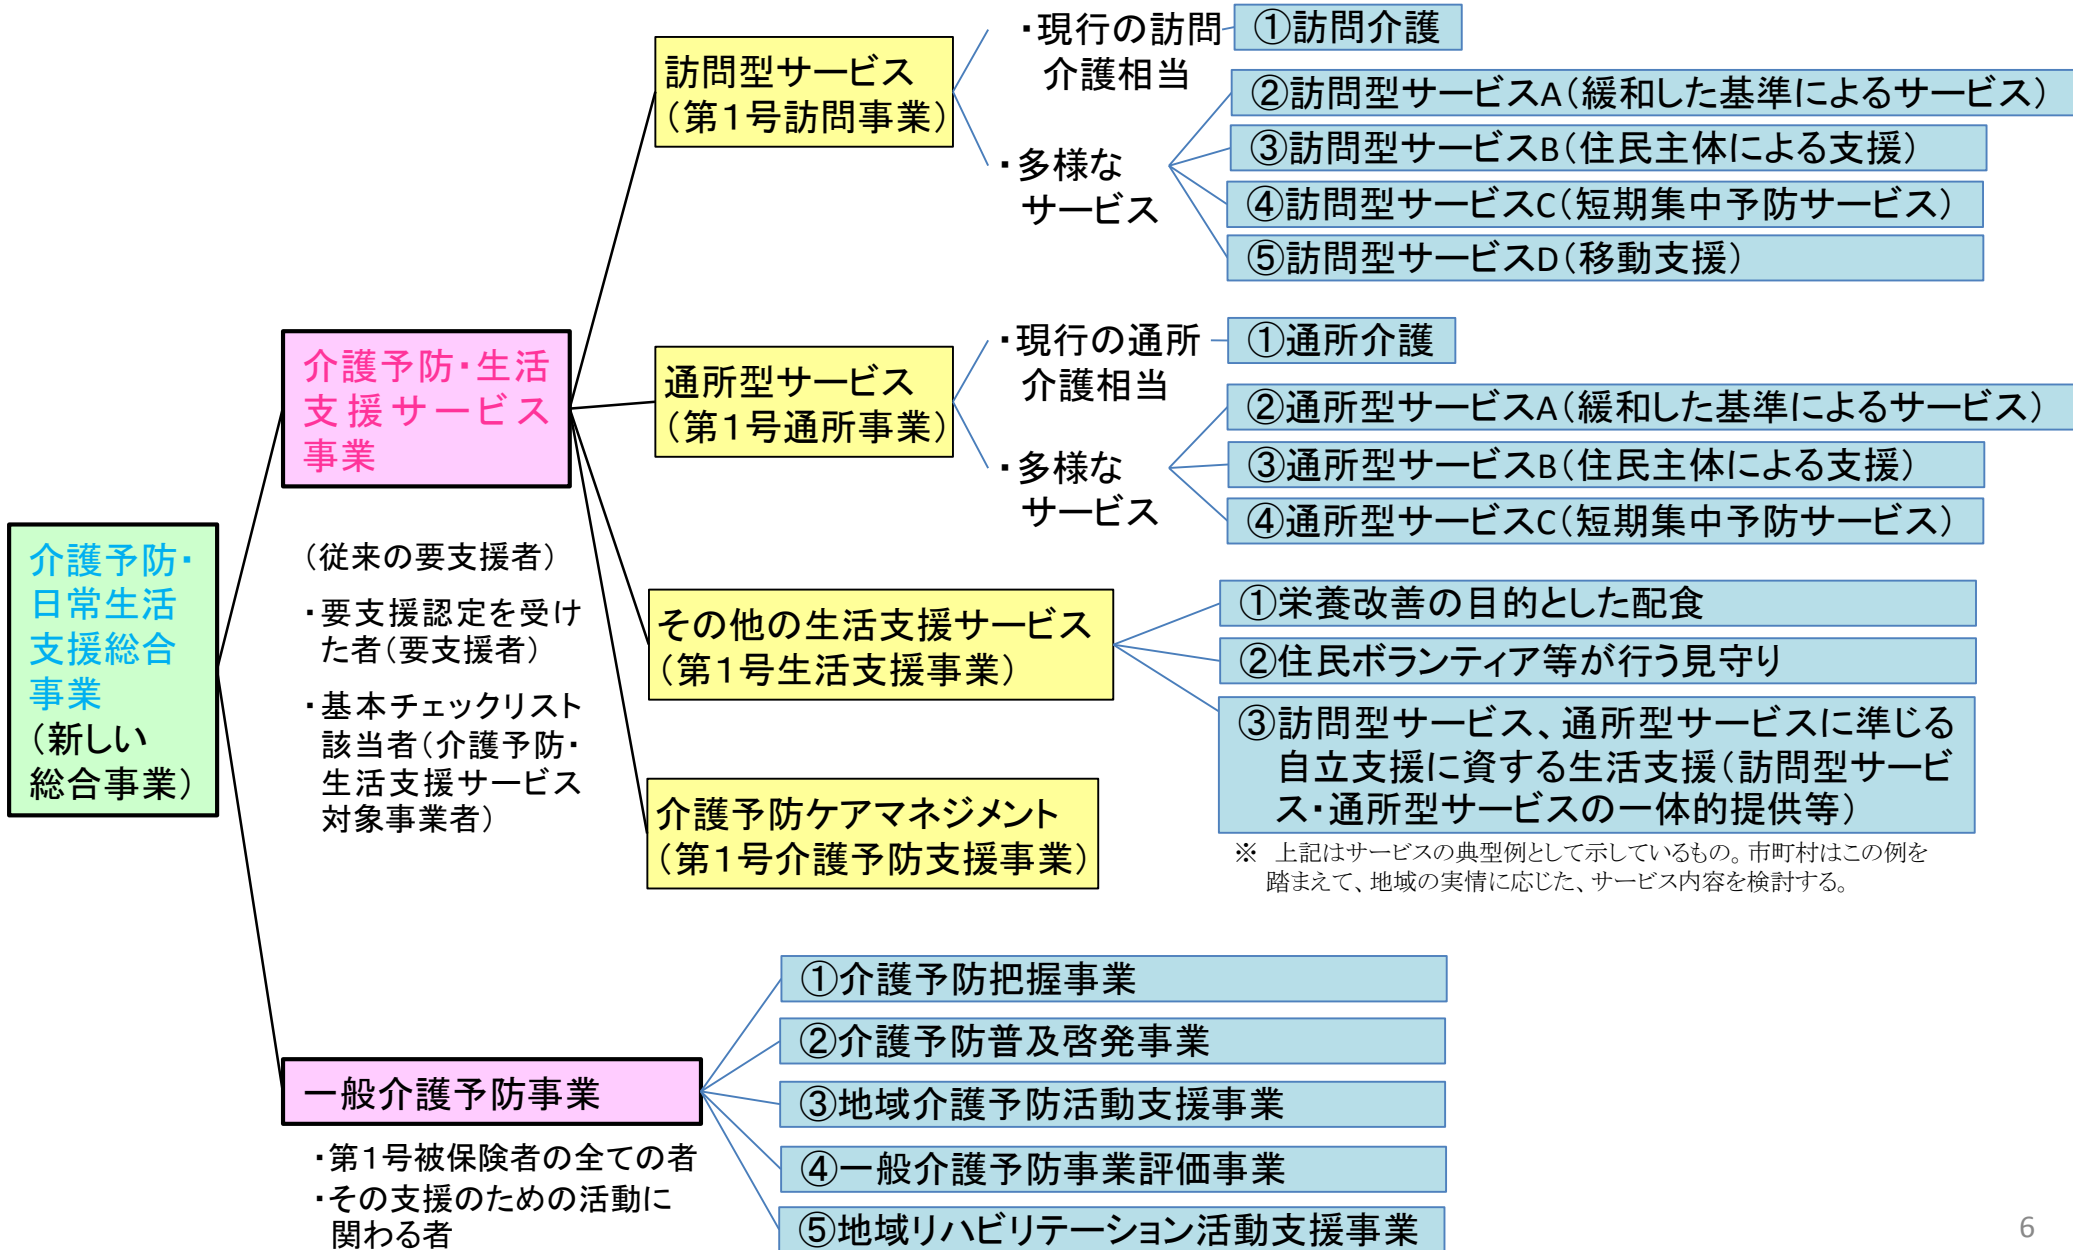 介護予防・
日常生活
支援総合
事業
（新しい
総合事業）
介護予防・生活
支援サービス
事業
（従来の要支援者）
・要支援認定を受け
た者（要支援者）
・基本チェックリスト
該当者（介護予防・
生活支援サービス
対象事業者）
訪問型サービス
（第１号訪問事業）
・現行の訪問
介護相当
①訪問介護
・多様な
サービス
②訪問型サービスA（緩和した基準によるサービス）
③訪問型サービスB（住民主体による支援）
④訪問型サービスC（短期集中予防サービス）
⑤訪問型サービスD（移動支援）
通所型サービス
（第１号通所事業）
・現行の通所
介護相当
①通所介護
・多様な
サービス
②通所型サービスA（緩和した基準によるサービス）
③通所型サービスB（住民主体による支援）
④通所型サービスC（短期集中予防サービス）
その他の生活支援サービス
（第１号生活支援事業）
①栄養改善の目的とした配食
②住民ボランティア等が行う見守り
③訪問型サービス、通所型サービスに準じる
自立支援に資する生活支援（訪問型サービ
ス・通所型サービスの一体的提供等）
※　上記はサービスの典型例として示しているもの。市町村はこの例を
踏まえて、地域の実情に応じた、サービス内容を検討する。
介護予防ケアマネジメント
（第１号介護予防支援事業）
一般介護予防事業
・第１号被保険者の全ての者
・その支援のための活動に
関わる者
①介護予防把握事業
②介護予防普及啓発事業
③地域介護予防活動支援事業
④一般介護予防事業評価事業
⑤地域リハビリテーション活動支援事業
6